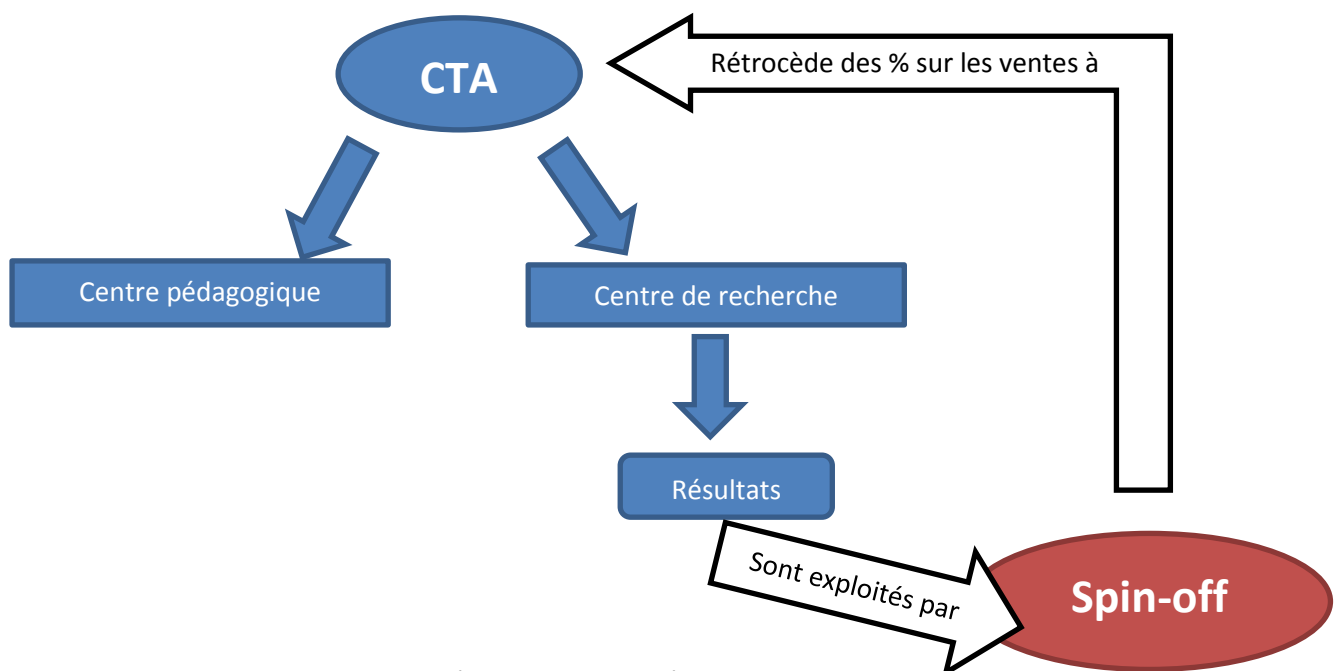 CTA
Rétrocède des % sur les ventes à
Centre pédagogique
Centre de recherche
Résultats
Sont exploités par
Spin-off